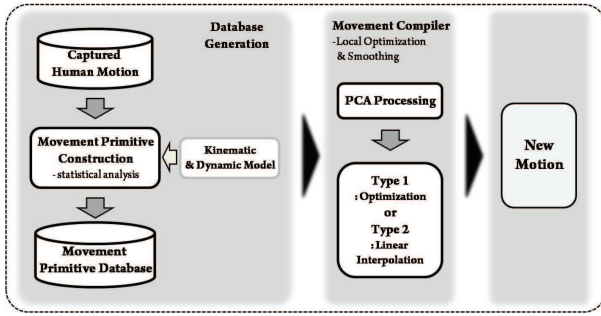 Database
Generation
Captured
Human Motion
Movement Primitive
Construction
- statistical analysis
Kinematic
& Dynamic Model
Movement
Primitive Database
Movement Compiler
-Local Optimization
& Smoothing
PCA Processing
Type 1
: Optimization
or
Type 2
: Linear
Interpolation
New
Motion